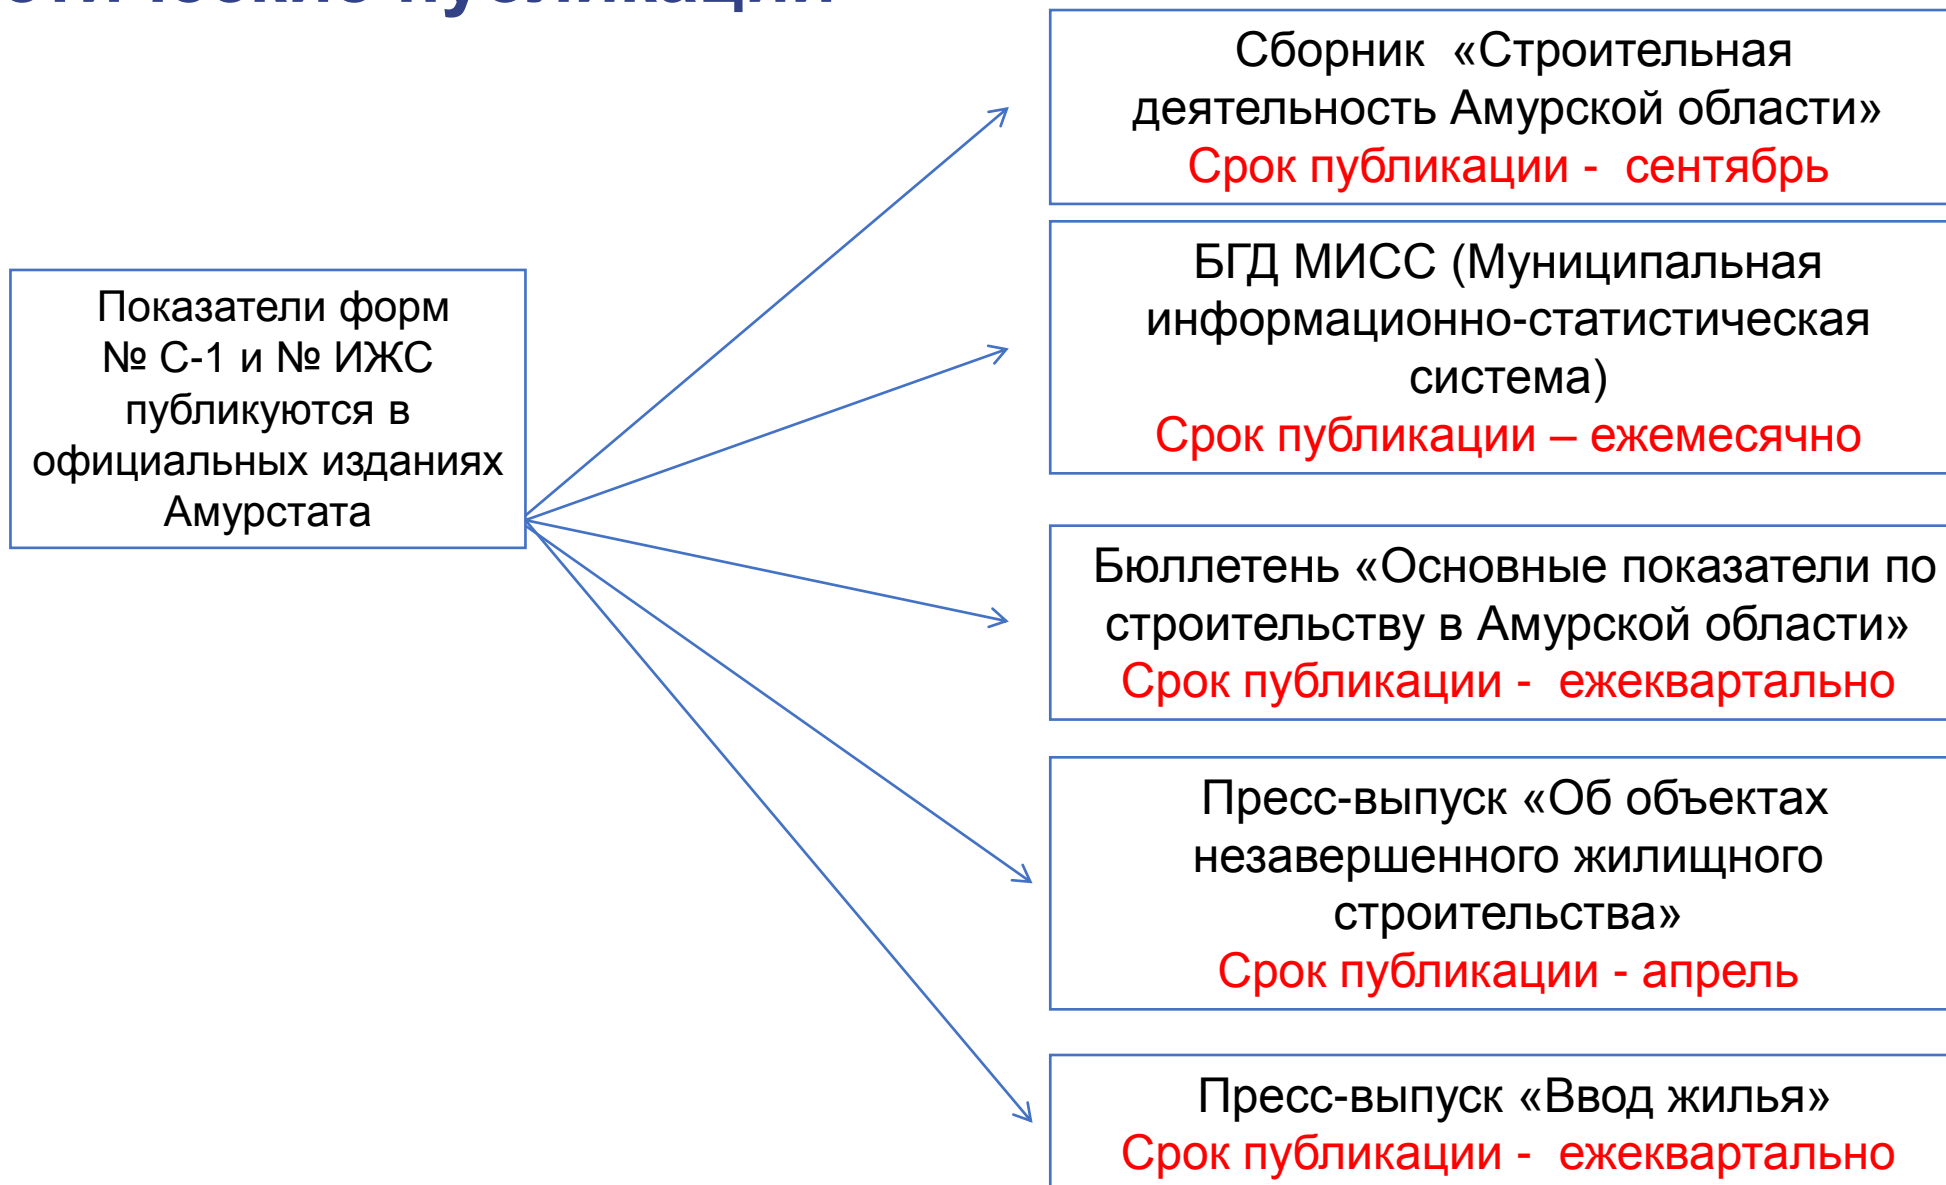 публикации
Показатели форм
№ С-1 и № ИЖС
публикуются в
официальных изданиях
Амурстата
Сборник «Строительная
деятельность Амурской области»
Срок публикации - сентябрь
БГД МИСС (Муниципальная
информационно-статистическая
система)
Срок публикации – ежемесячно
Бюллетень «Основные показатели по
строительству в Амурской области»
Срок публикации - ежеквартально
Пресс-выпуск «Об объектах
незавершенного жилищного
строительства»
Срок публикации - апрель
Пресс-выпуск «Ввод жилья»
Срок публикации - ежеквартально